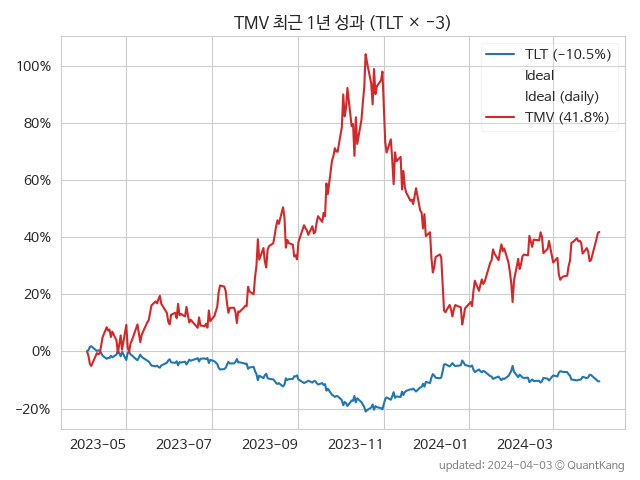 TMV 최근 1년 성과 (TLT × −3)
TLT (−10.5%)
Ideal
Ideal (daily)
TMV (41.8%)
100%
80%
60%
40%
20%
0%
−20%
2023−05 2023−07 2023−09 2023−11 2024−01 2024−03
updated: 2024−04−03 © QuantKang